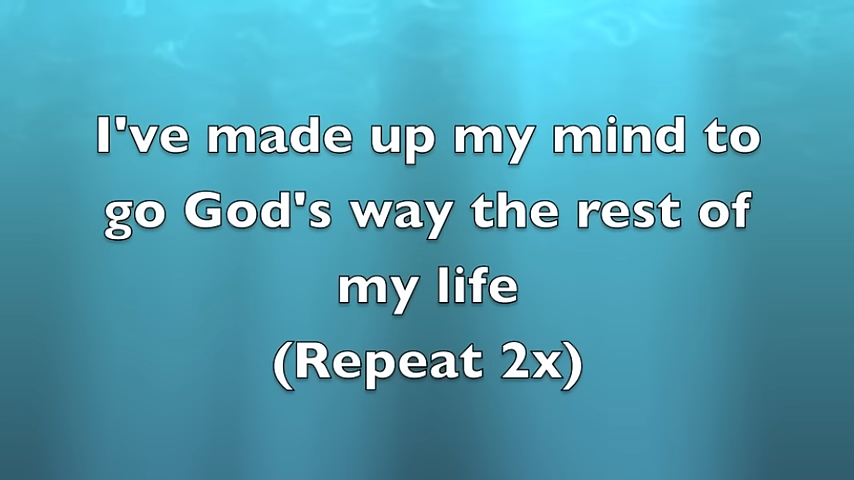 I've made up my mind to
go God's way the rest of
my life
(Repeat 2x)